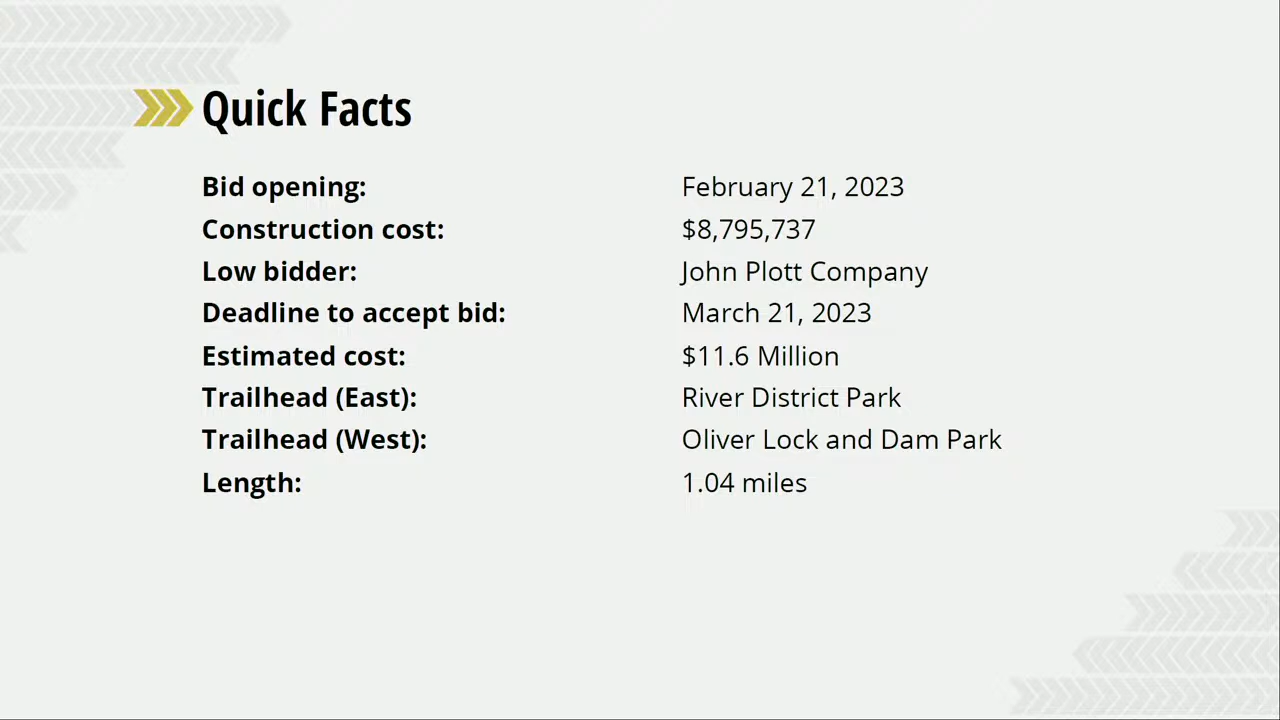 Quick Facts
Bid opening: February 21, 2023
Construction cost: $8,795,737
Low bidder: John Plott Company
Deadline to accept bid: March 21, 2023
Estimated cost: $11.6 Million
Trailhead (East): River District Park
Trailhead (West): Oliver Lock and Dam Park
Length: 1.04 miles